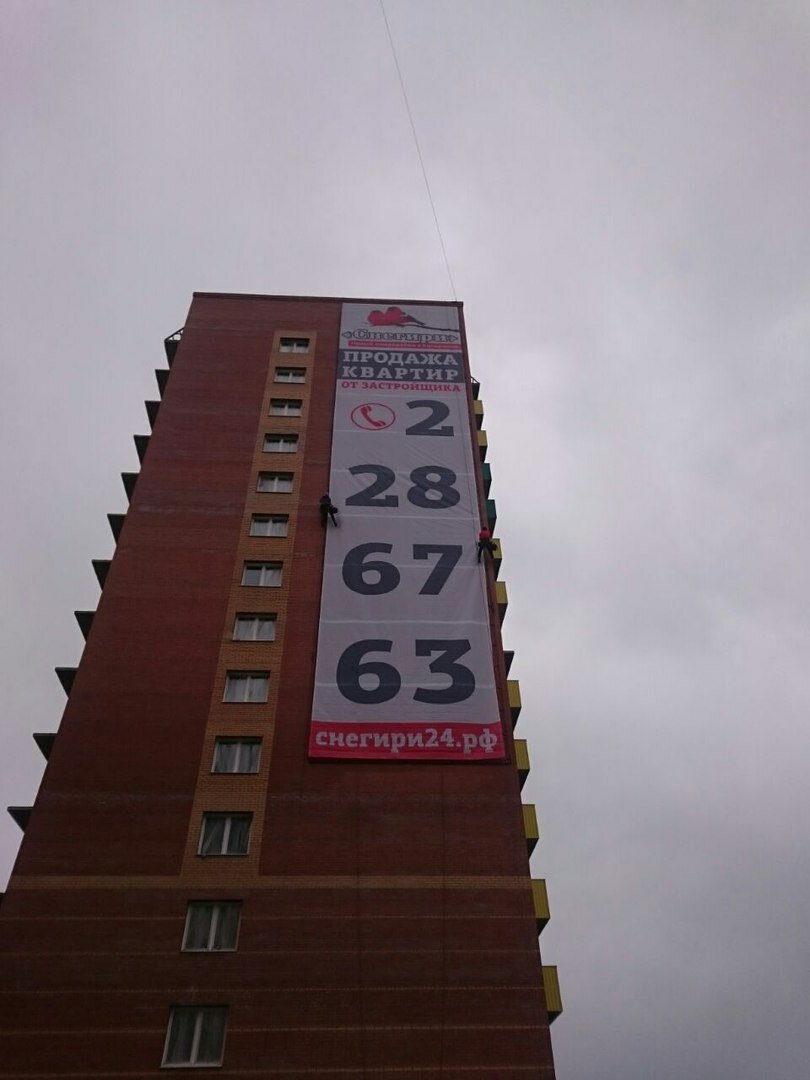 «Снегири»
ПРОДАЖА
КВАРТИР
ОТ ЗАСТРОЙЩИКА
2
28
67
63
снегири24.рф